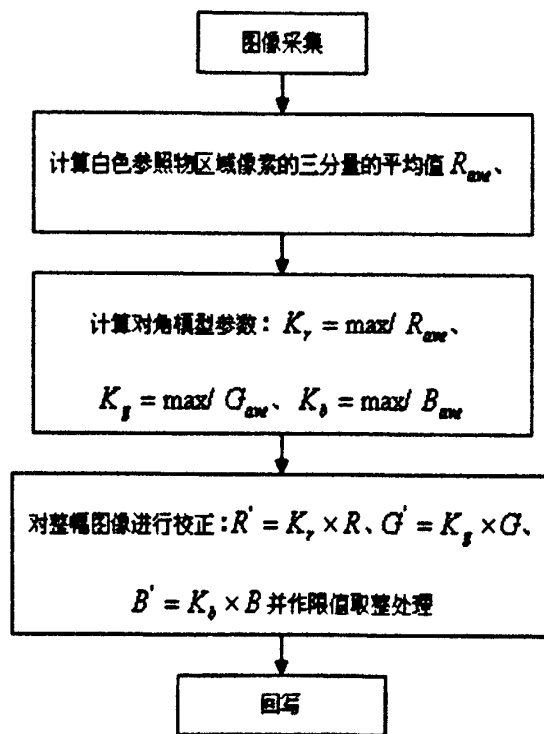 图像采集
计算白色参照物区域像素的三分量的平均值 R_ave、
计算对角模型参数：K_r = max/ R_ave、
K_g = max/ G_ave、K_b = max/ B_ave
对整幅图像进行校正：R' = K_r × R、G' = K_g × G、
B' = K_b × B 并作限值取整处理
回写